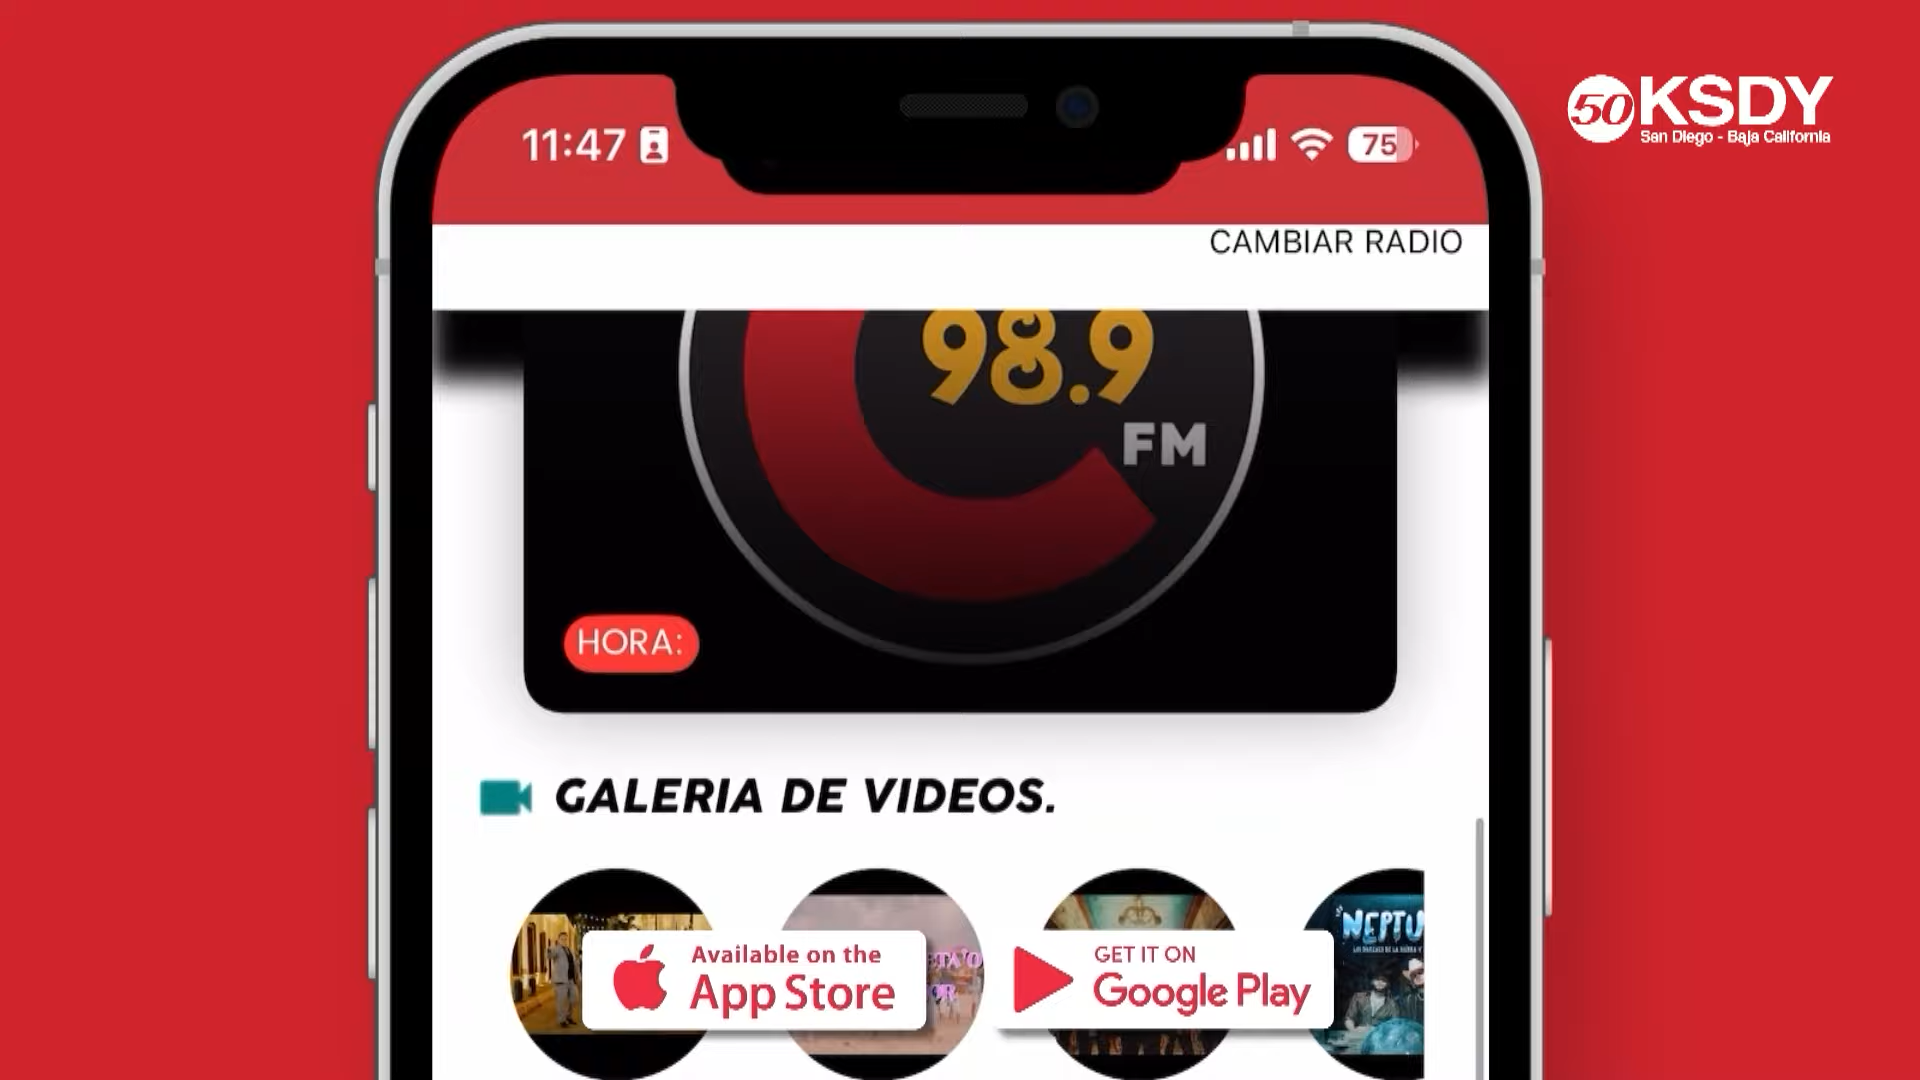 11:47
75
50 KSDY
San Diego - Baja California
CAMBIAR RADIO
98.9
FM
HORA:
GALERIA DE VIDEOS.
NEPTU
Available on the
App Store
GET IT ON
Google Play